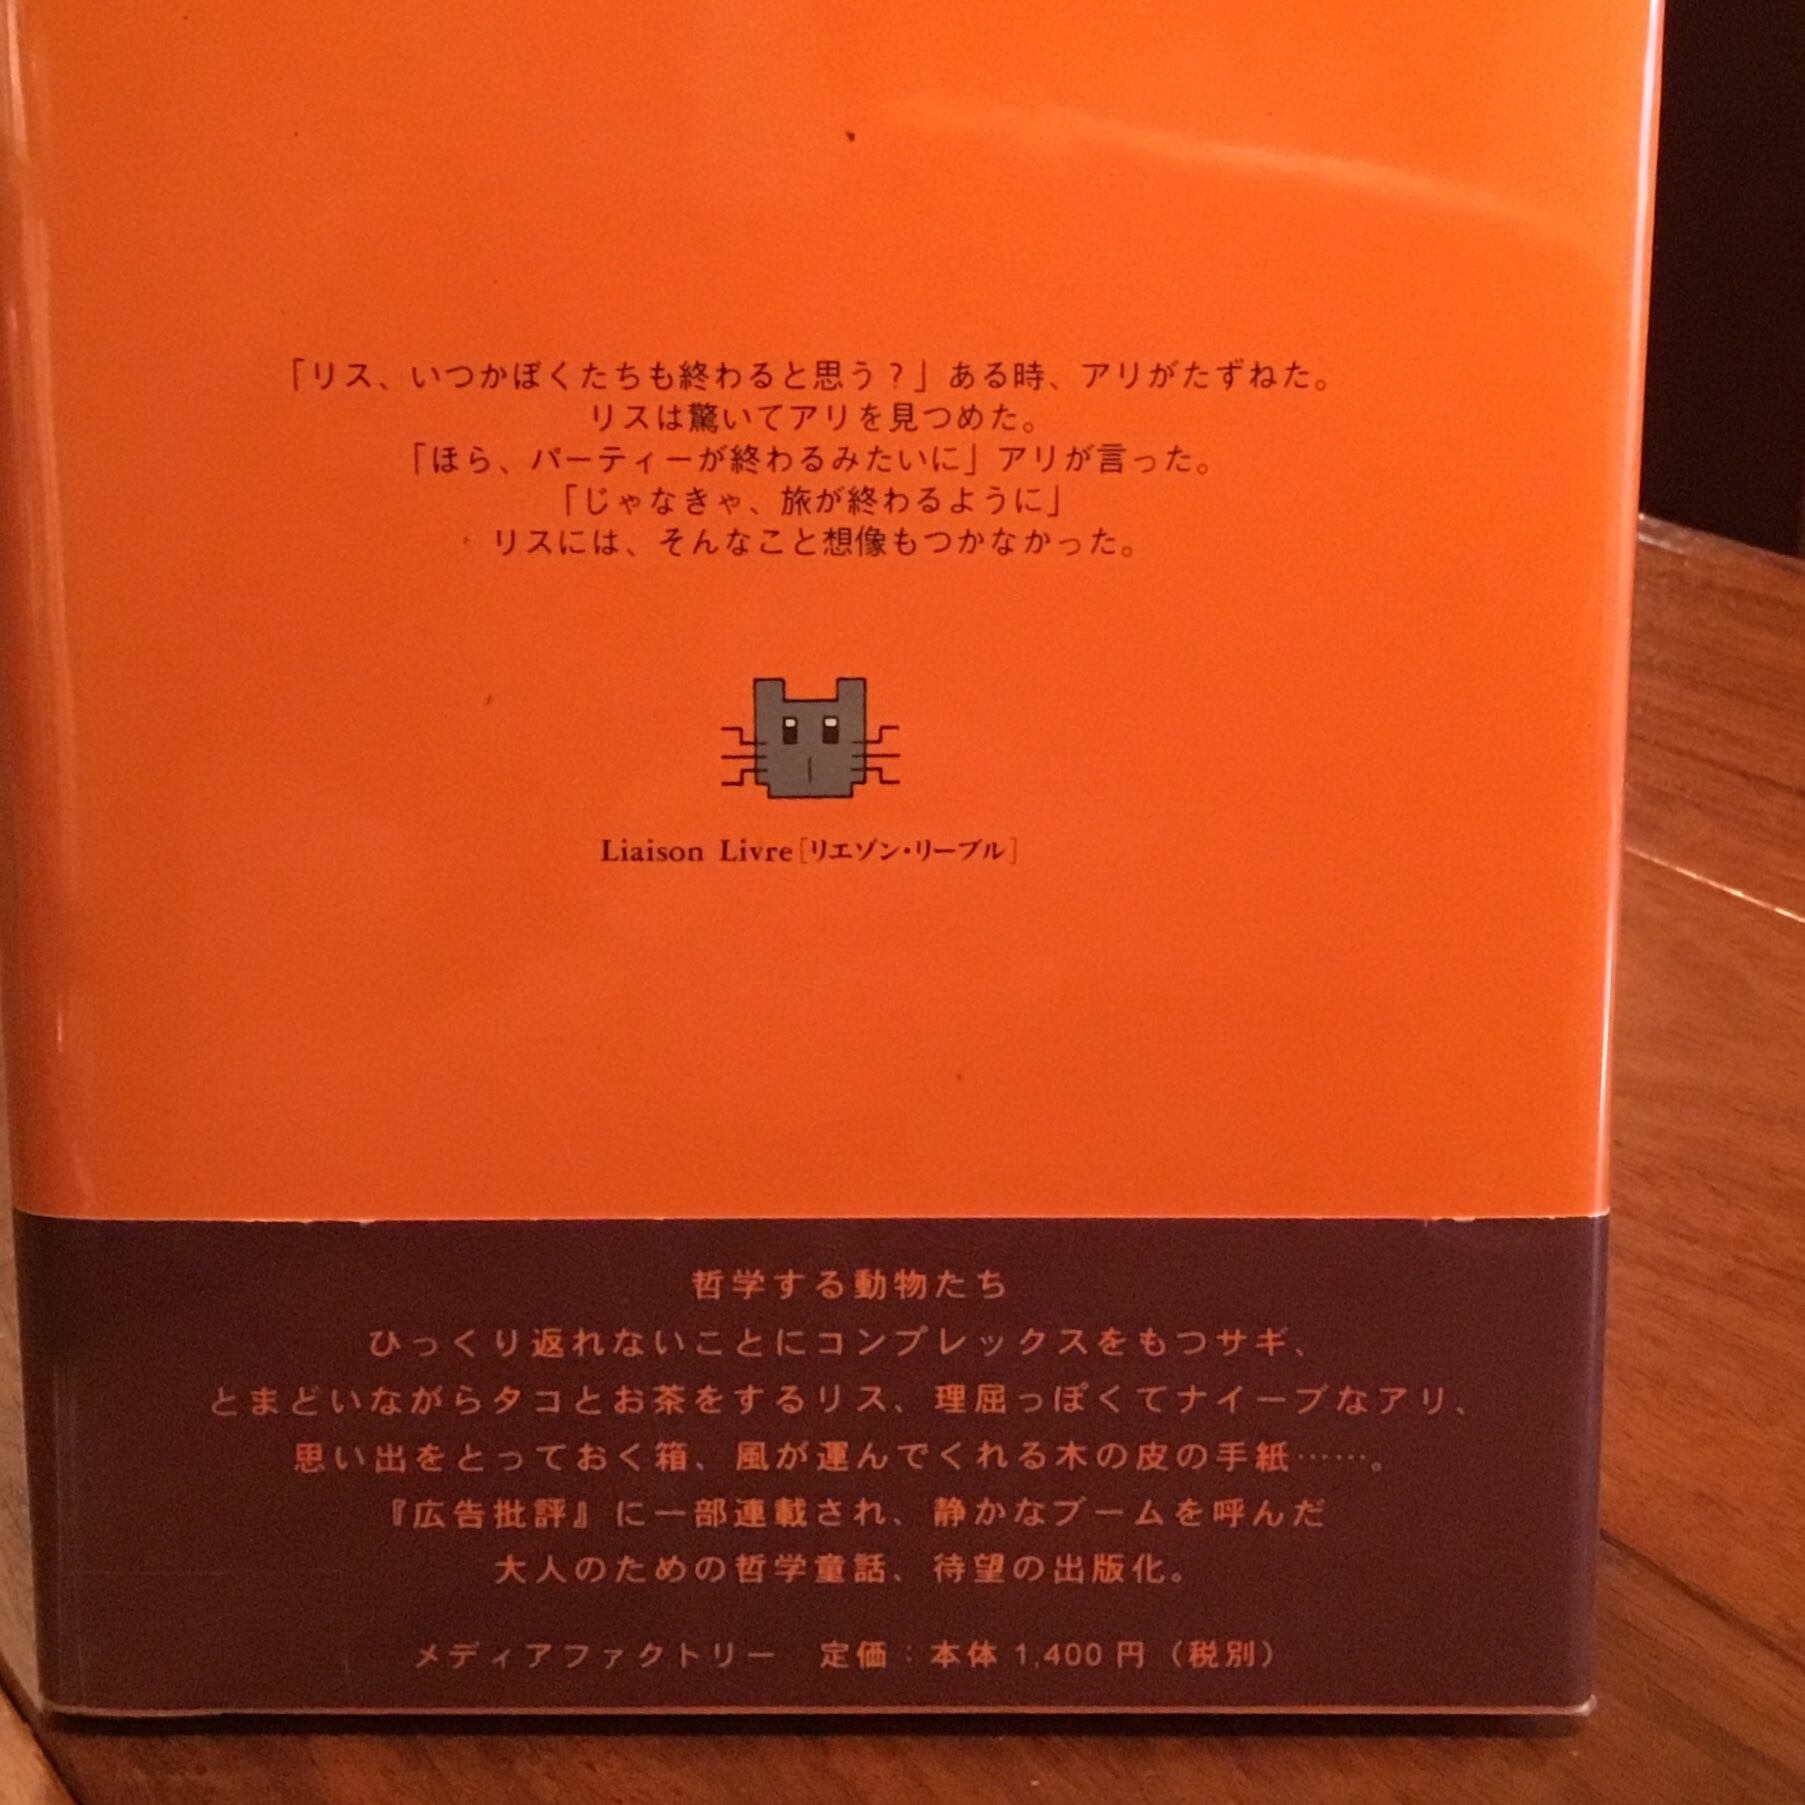 「リス、いつかぼくたちも終わると思う？」ある時、アリがたずねた。
リスは驚いてアリを見つめた。
「ほら、パーティーが終わるみたいに」アリが言った。
「じゃなきゃ、旅が終わるように」
リスには、そんなこと想像もつかなかった。
Liaison Livre[リエゾン・リーブル]
哲学する動物たち
ひっくり返れないことにコンプレックスをもつサギ、
とまどいながらタコとお茶をするリス、理屈っぽくてナイーブなアリ、
思い出をとっておく箱、風が運んでくれる木の皮の手紙……。
『広告批評』に一部連載され、静かなブームを呼んだ
大人のための哲学童話、待望の出版化。
メディアファクトリー　定価：本体 1,400 円（税別）